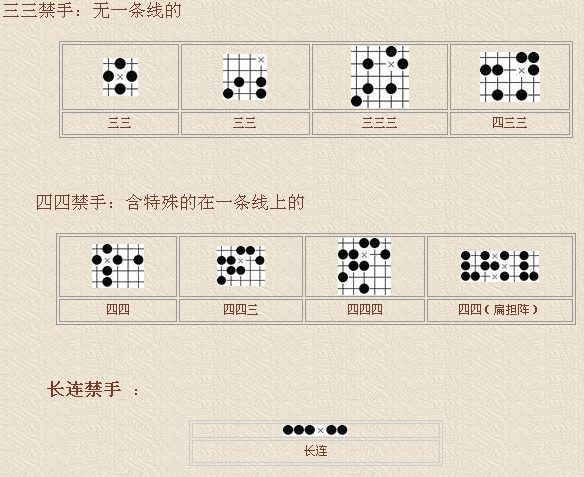 三三禁手：无一条线的
三三 三三 三三三 四三三
四四禁手：含特殊的在一条线上的
四四 四四三 四四四 四四（扁担阵）
长连禁手 ：
长连